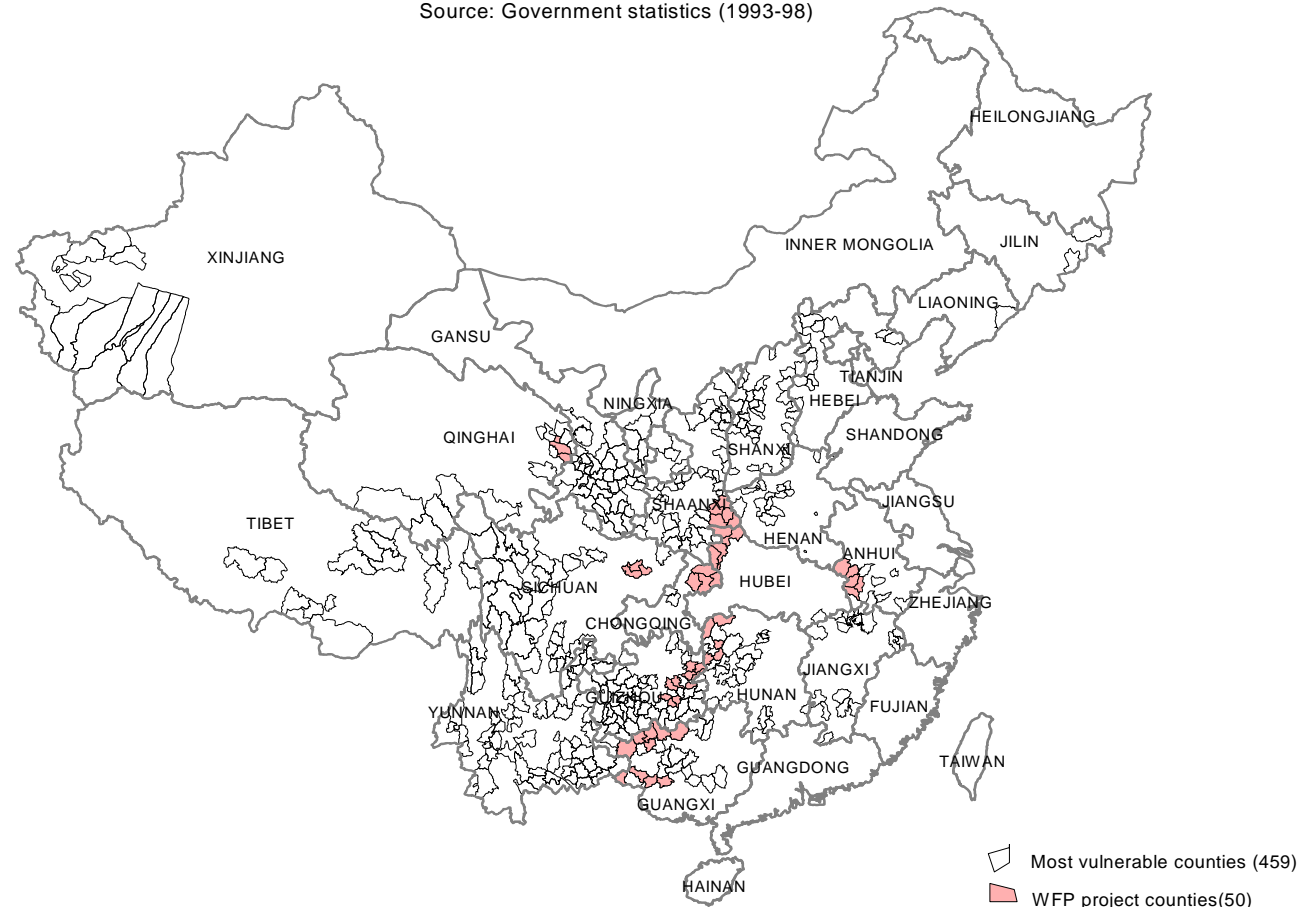 Source: Government statistics (1993-98)
HEILONGJIANG
XINJIANG
INNER MONGOLIA
JILIN
LIAONING
GANSU
TIANJIN
NINGXIA
HEBEI
QINGHAI
SHANDONG
SHANXI
SHAANXI
JIANGSU
TIBET
HENAN
ANHUI
SICHUAN
HUBEI
ZHEJIANG
CHONGQING
JIANGXI
GUIZHOU
HUNAN
FUJIAN
YUNNAN
GUANGDONG
TAIWAN
GUANGXI
HAINAN
Most vulnerable counties (459)
WFP project counties(50)